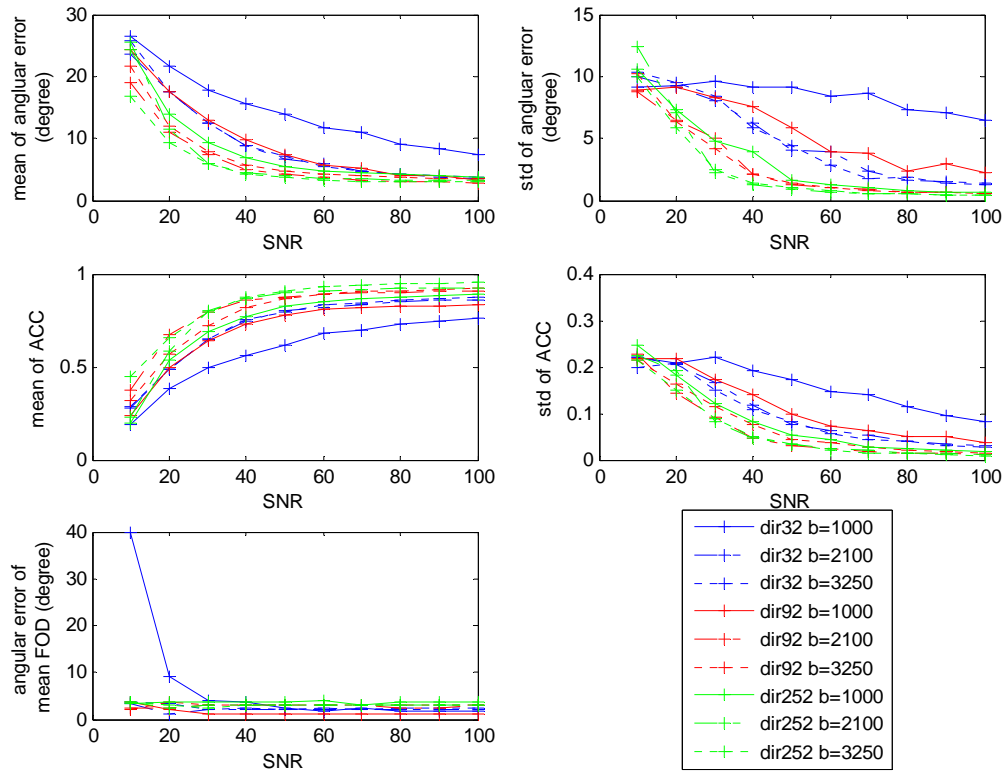 30
20
10
0
0 20 40 60 80 100
SNR
mean of angluar error
(degree)
15
10
5
0
0 20 40 60 80 100
SNR
std of angluar error
(degree)
1
0.5
0
0 20 40 60 80 100
SNR
mean of ACC
0.4
0.3
0.2
0.1
0
0 20 40 60 80 100
SNR
std of ACC
40
30
20
10
0
0 20 40 60 80 100
SNR
angular error of
mean FOD (degree)
dir32 b=1000
dir32 b=2100
dir32 b=3250
dir92 b=1000
dir92 b=2100
dir92 b=3250
dir252 b=1000
dir252 b=2100
dir252 b=3250